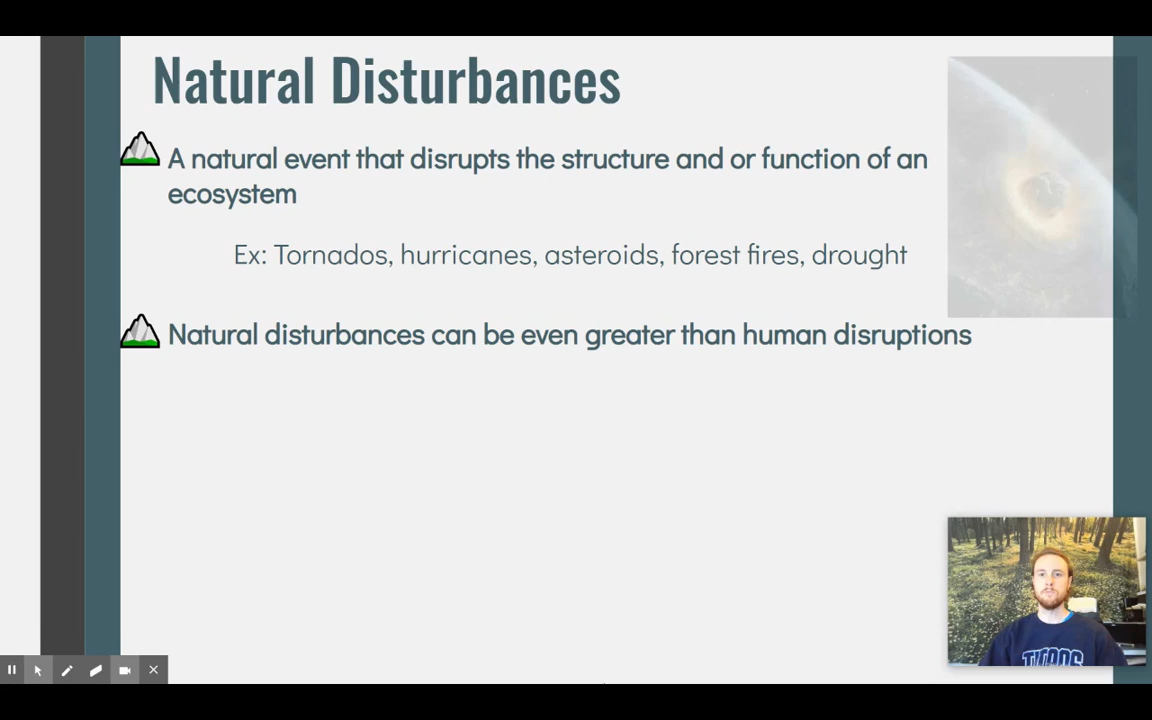 Natural Disturbances
A natural event that disrupts the structure and or function of an
ecosystem
Ex: Tornados, hurricanes, asteroids, forest fires, drought
Natural disturbances can be even greater than human disruptions